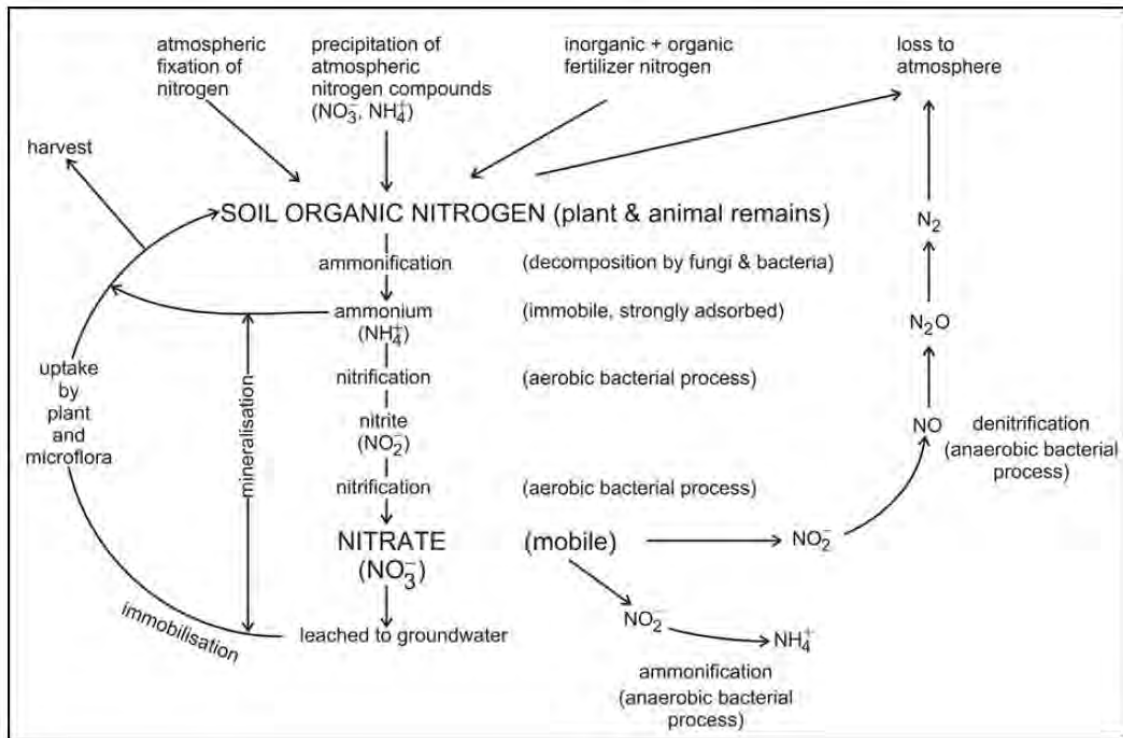 atmospheric
fixation of
nitrogen
precipitation of
atmospheric
nitrogen compounds
(NO₃⁻, NH₄⁺)
inorganic + organic
fertilizer nitrogen
loss to
atmosphere
harvest
SOIL ORGANIC NITROGEN (plant & animal remains)
N₂
ammonification (decomposition by fungi & bacteria)
ammonium (immobile, strongly adsorbed)
(NH₄⁺)
N₂O
uptake
by
plant
and
microflora
mineralisation
nitrification (aerobic bacterial process)
nitrite
(NO₂⁻)
NO
denitrification
(anaerobic bacterial
process)
nitrification (aerobic bacterial process)
NITRATE (mobile)
(NO₃⁻)
NO₂⁻
immobilisation
leached to groundwater
NO₂⁻
NH₄⁺
ammonification
(anaerobic bacterial
process)